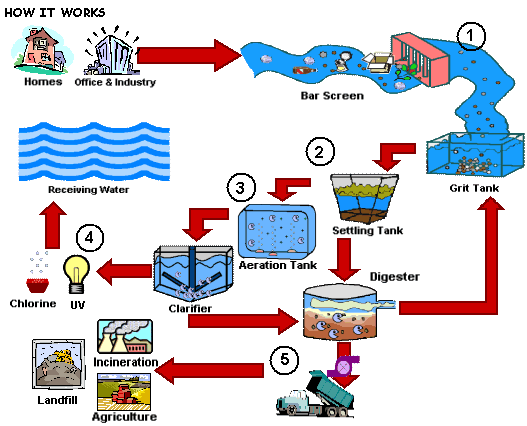 HOW IT WORKS
1
Homes
Office & Industry
Bar Screen
2
Receiving Water
Grit Tank
3
Settling Tank
4
Aeration Tank
Digester
Chlorine
UV
Clarifier
5
Incineration
Landfill
Agriculture